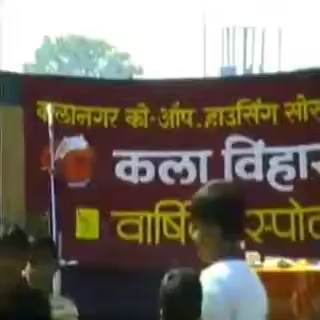 कलानगर को-ऑप. हाउसिंग सोस
कला विहार
वार्षिक स्पोर्